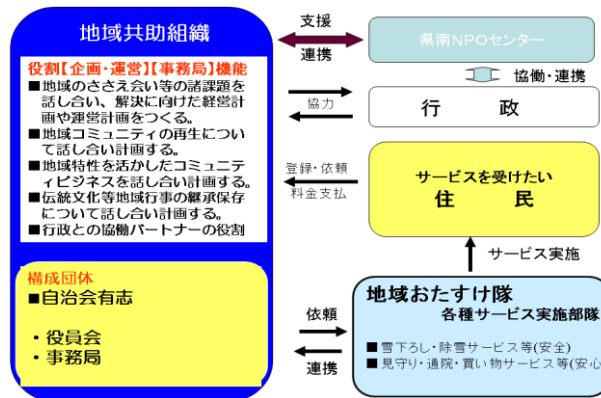 地域共助組織
役割【企画・運営】【事務局】機能
■地域のささえ会い等の諸課題を
話し合い、解決に向けた経営計
画や運営計画をつくる。
■地域コミュニティの再生につい
て話し合い計画する。
■地域特性を活かしたコミュニテ
ィビジネスを話し合い計画する。
■伝統文化等地域行事の継承保存
について話し合い計画する。
■行政との協働パートナーの役割
構成団体
■自治会有志
・役員会
・事務局
支援
連携
協力
登録・依頼
料金支払
依頼
連携
県南NPOセンター
協働・連携
行 政
サービスを受けたい
住 民
サービス実施
地域おたすけ隊
各種サービス実施部隊
■雪下ろし・除雪サービス等(安全)
■見守り・通院・買い物サービス等(安心